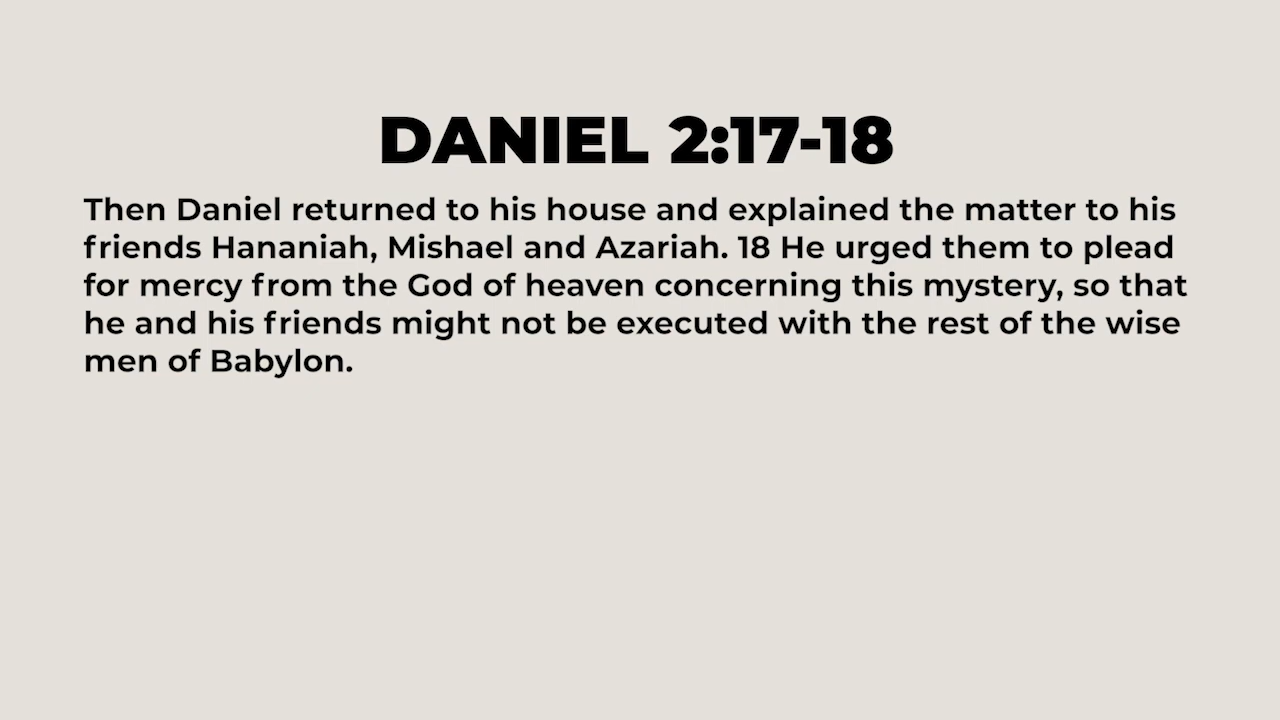 DANIEL 2:17-18
Then Daniel returned to his house and explained the matter to his
friends Hananiah, Mishael and Azariah. 18 He urged them to plead
for mercy from the God of heaven concerning this mystery, so that
he and his friends might not be executed with the rest of the wise
men of Babylon.